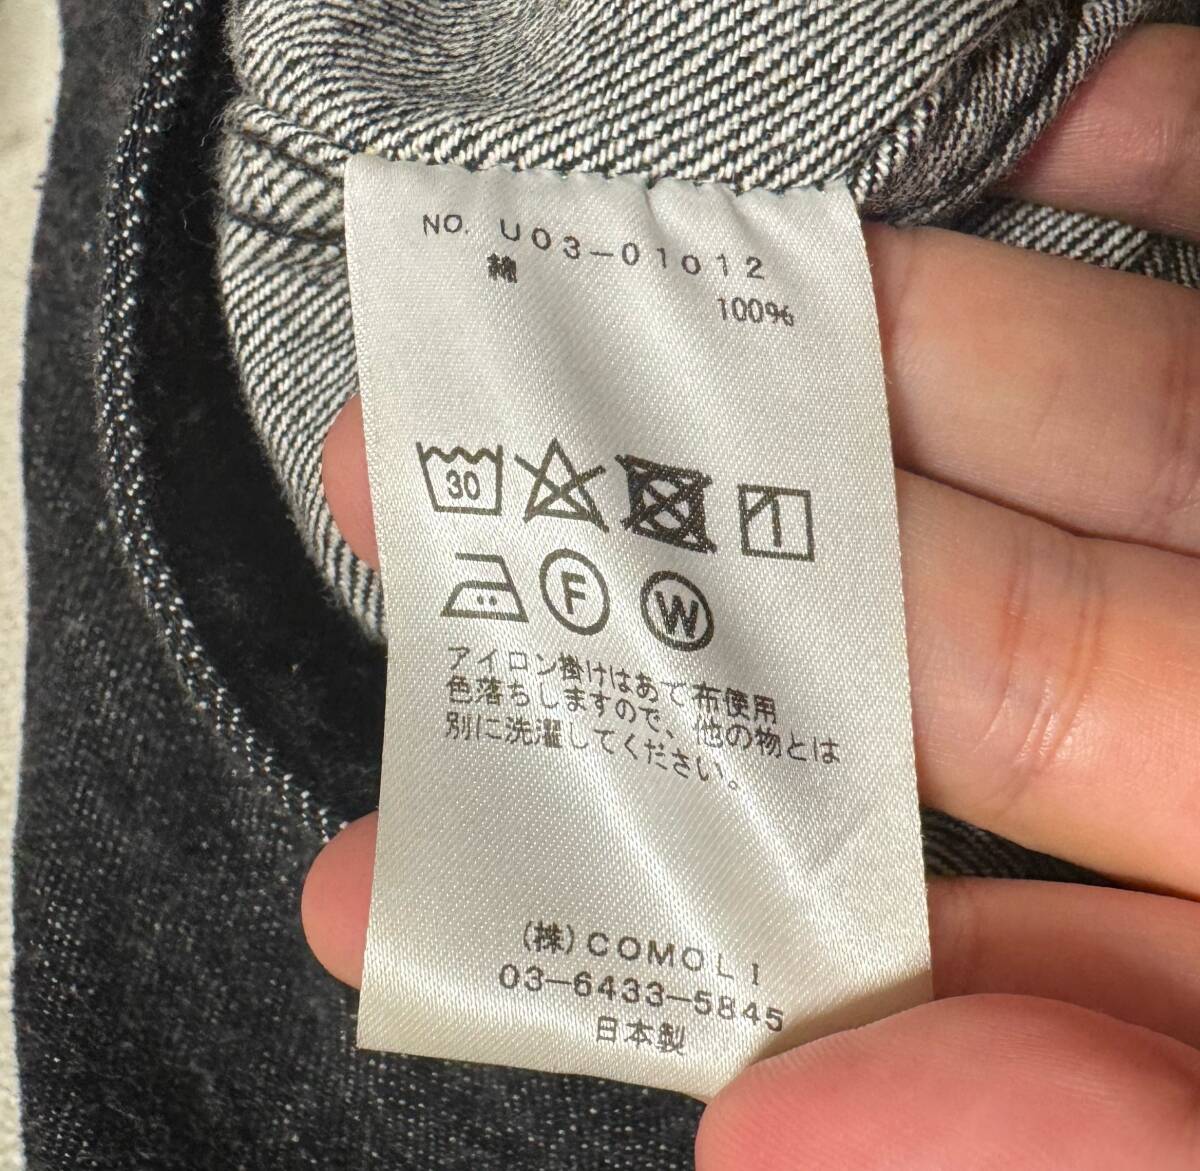 NO. U03-01012
綿 100%
30
F W
アイロン掛けはあて布使用
色落ちしますので、他の物とは
別に洗濯してください。
(株)COMOLI
03-6433-5845
日本製